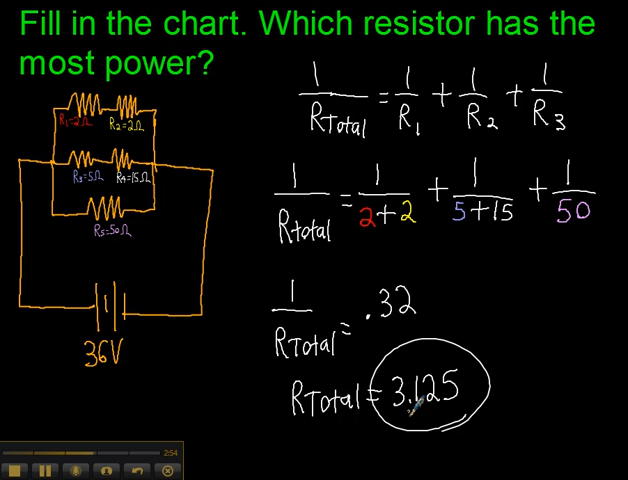 Fill in the chart. Which resistor has the
most power?
R1=2Ω
R2=2Ω
R3=5Ω
R4=15Ω
R5=50Ω
36V
1/RTotal = 1/R1 + 1/R2 + 1/R3
1/RTotal = 1/2+2 + 1/5+15 + 1/50
1/RTotal = .32
RTotal = 3.125
2:54